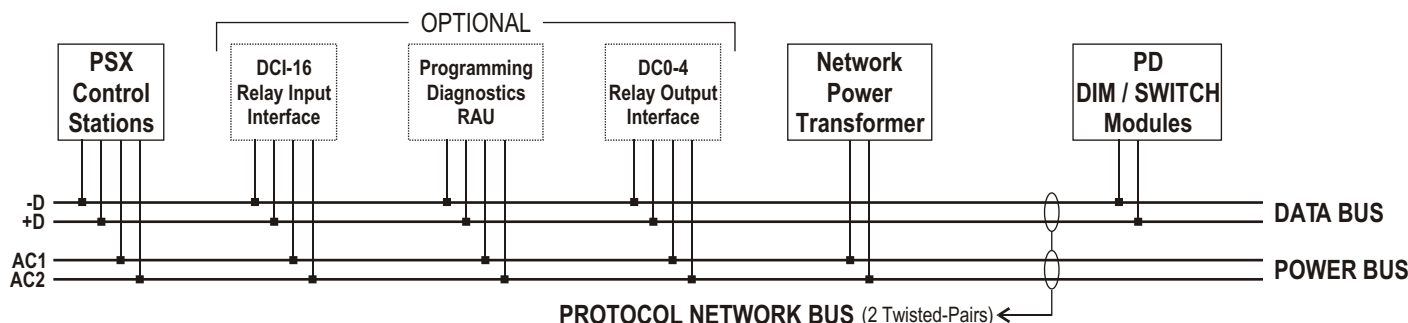 OPTIONAL
PSX
Control
Stations
DCI-16
Relay Input
Interface
Programming
Diagnostics
RAU
DC0-4
Relay Output
Interface
Network
Power
Transformer
PD
DIM / SWITCH
Modules
-D
+D
DATA BUS
AC1
AC2
POWER BUS
PROTOCOL NETWORK BUS (2 Twisted-Pairs)